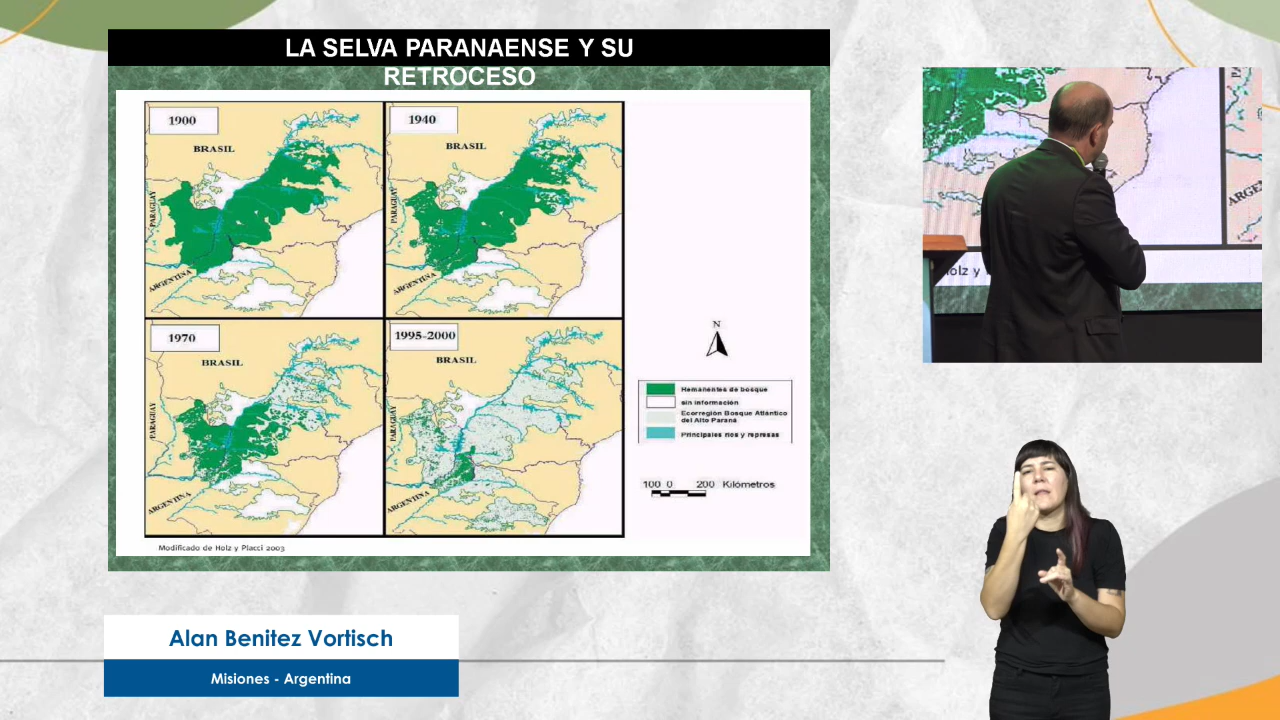 LA SELVA PARANAENSE Y SU
RETROCESO
1900
BRASIL
PARAGUAY
ARGENTINA
1940
BRASIL
PARAGUAY
ARGENTINA
1970
BRASIL
PARAGUAY
ARGENTINA
1995-2000
BRASIL
PARAGUAY
ARGENTINA
N
Remanentes de bosque
sin información
Ecorregión Bosque Atlántico
del Alto Paraná
Principales ríos y represas
100 0 200 Kilómetros
Modificado de Holz y Placci 2003
Holz y
Alan Benitez Vortisch
Misiones - Argentina